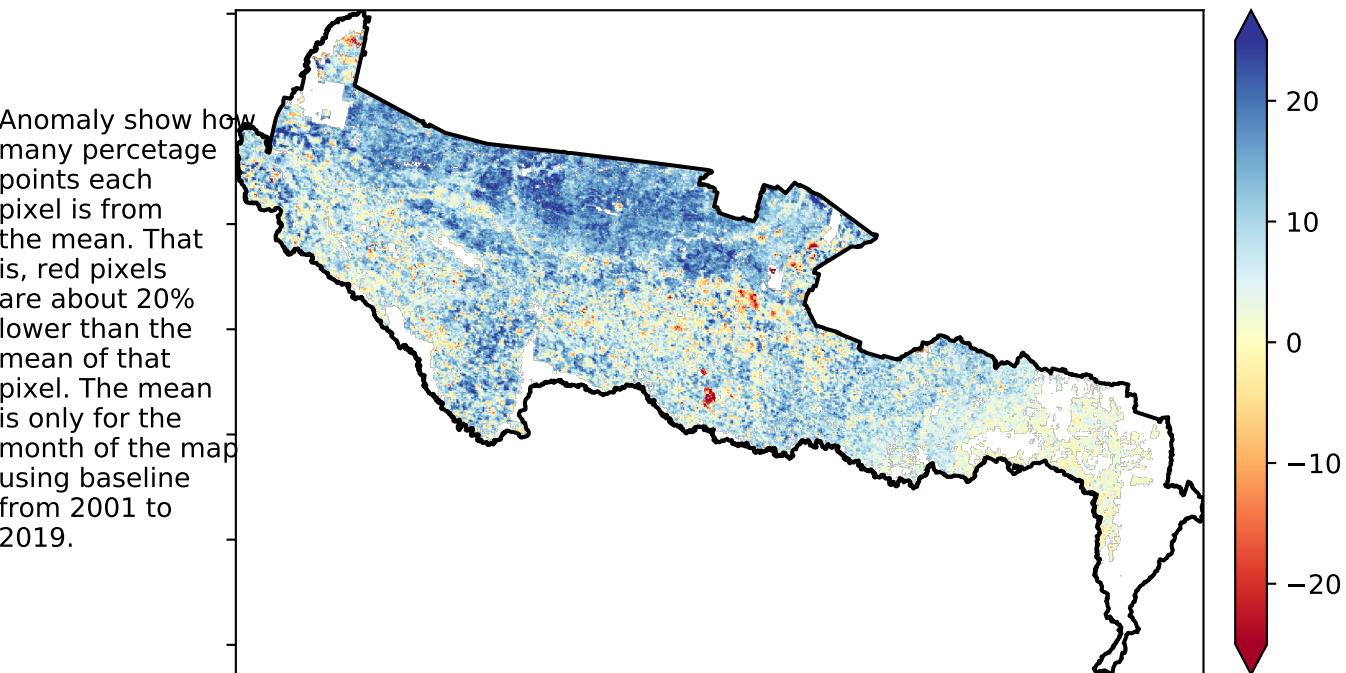 Anomaly show how
many percetage
points each
pixel is from
the mean. That
is, red pixels
are about 20%
lower than the
mean of that
pixel. The mean
is only for the
month of the map
using baseline
from 2001 to
2019.
20
10
0
−10
−20